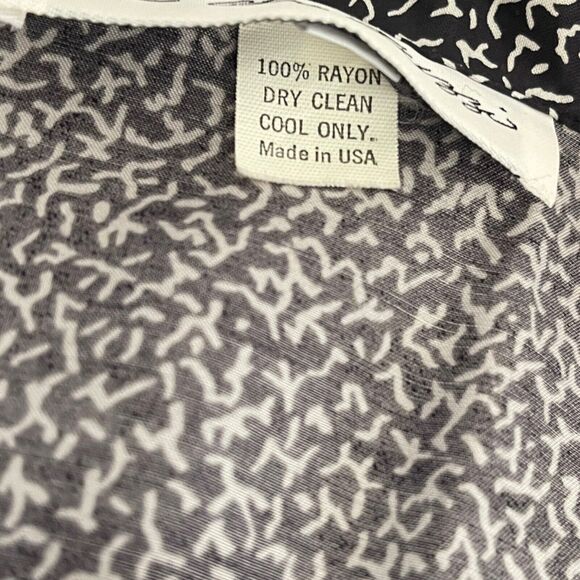 100% RAYON
DRY CLEAN
COOL ONLY.
Made in USA